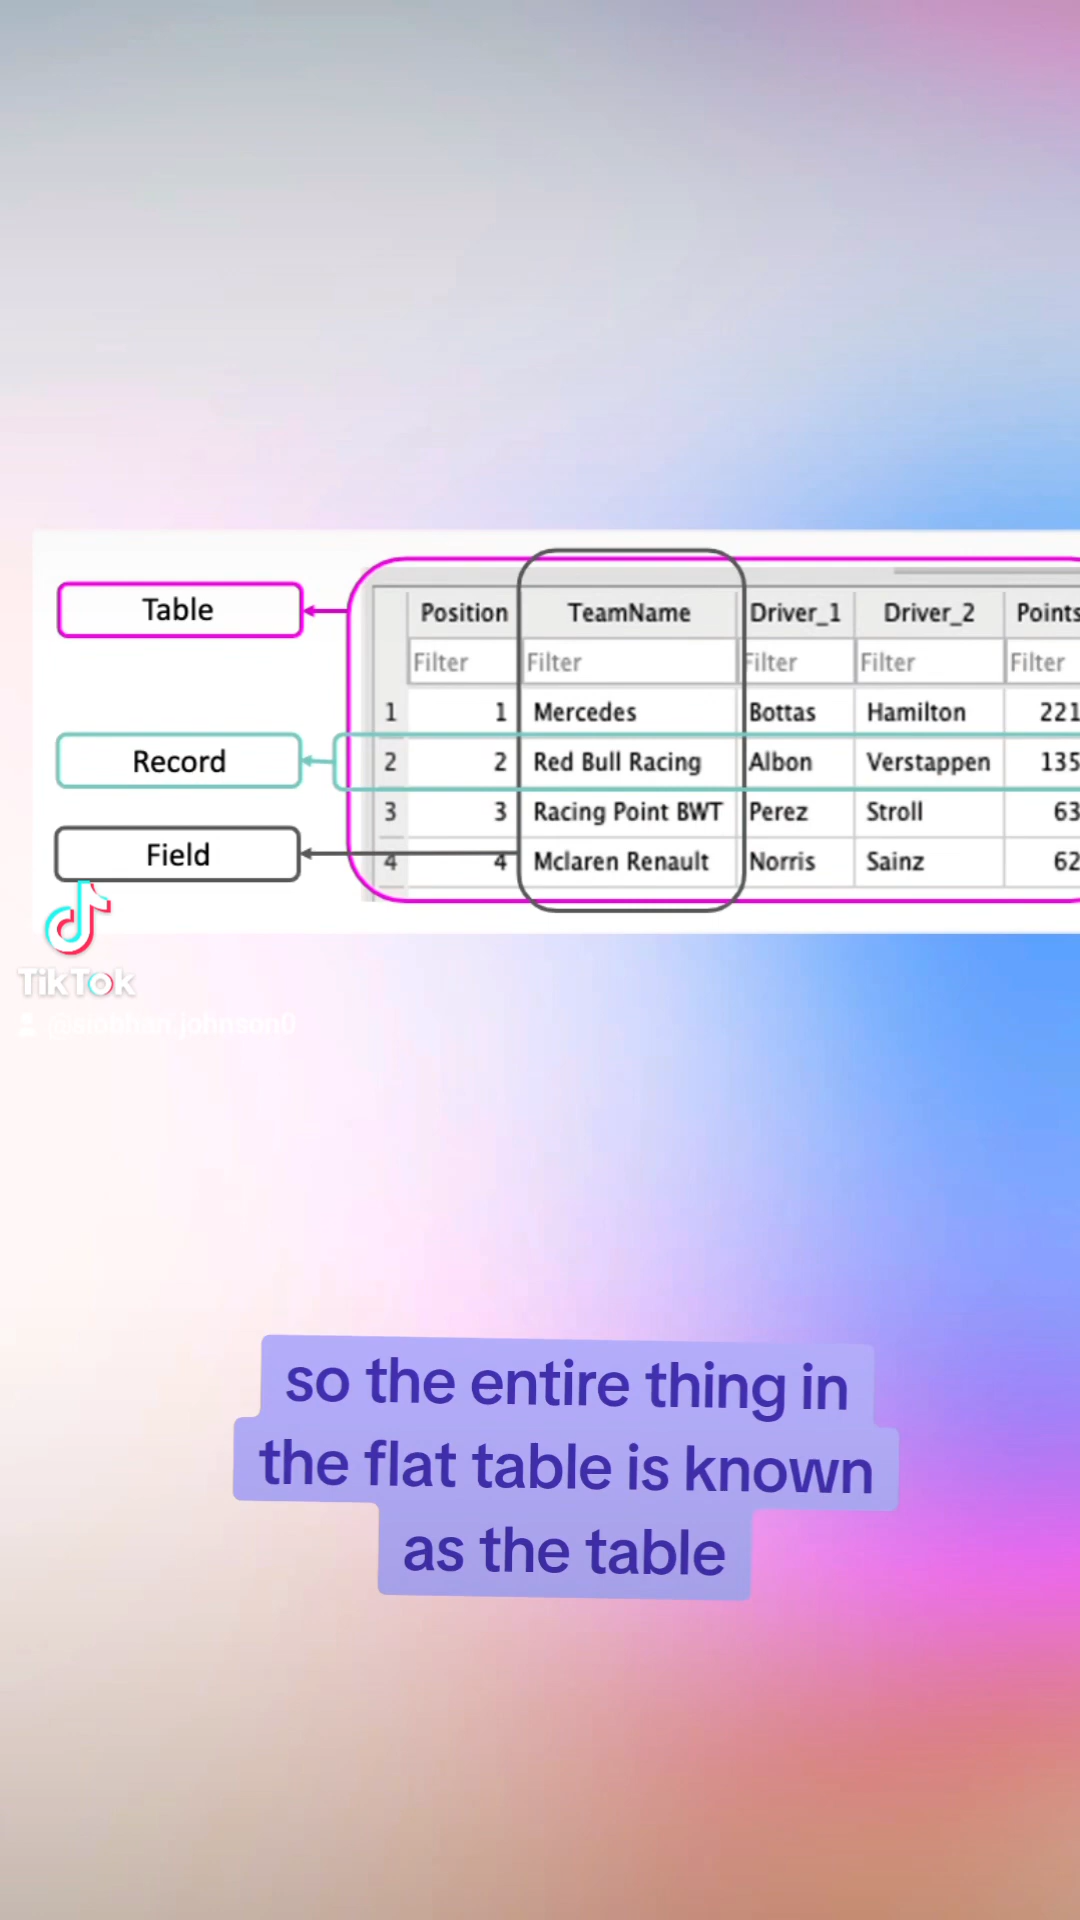 Table
Position TeamName Driver_1 Driver_2 Points
Filter Filter Filter Filter Filter
1 1 Mercedes Bottas Hamilton 221
Record
2 2 Red Bull Racing Albon Verstappen 135
3 3 Racing Point BWT Perez Stroll 63
Field
4 4 Mclaren Renault Norris Sainz 62
TikTok
@siobhan.johnson0
so the entire thing in
the flat table is known
as the table